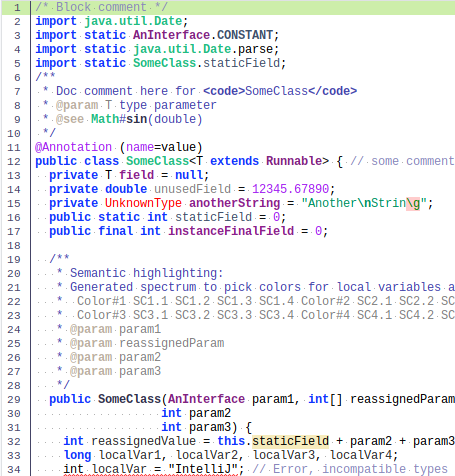 1 /* Block comment */
2 import java.util.Date;
3 import static AnInterface.CONSTANT;
4 import static java.util.Date.parse;
5 import static SomeClass.staticField;
6 /**
7  * Doc comment here for <code>SomeClass</code>
8  * @param T type parameter
9  * @see Math#sin(double)
10  */
11 @Annotation (name=value)
12 public class SomeClass<T extends Runnable> { // some comment
13   private T field = null;
14   private double unusedField = 12345.67890;
15   private UnknownType anotherString = "Another\nStrin\g";
16   public static int staticField = 0;
17   public final int instanceFinalField = 0;
18
19   /**
20    * Semantic highlighting:
21    * Generated spectrum to pick colors for local variables a
22    *  Color#1 SC1.1 SC1.2 SC1.3 SC1.4 Color#2 SC2.1 SC2.2 SC
23    *  Color#3 SC3.1 SC3.2 SC3.3 SC3.4 Color#4 SC4.1 SC4.2 SC
24    * @param param1
25    * @param reassignedParam
26    * @param param2
27    * @param param3
28    */
29   public SomeClass(AnInterface param1, int[] reassignedParam
30                   int param2
31                   int param3) {
32     int reassignedValue = this.staticField + param2 + param3
33     long localVar1, localVar2, localVar3, localVar4;
34     int localVar = "IntelliJ"; // Error, incompatible types